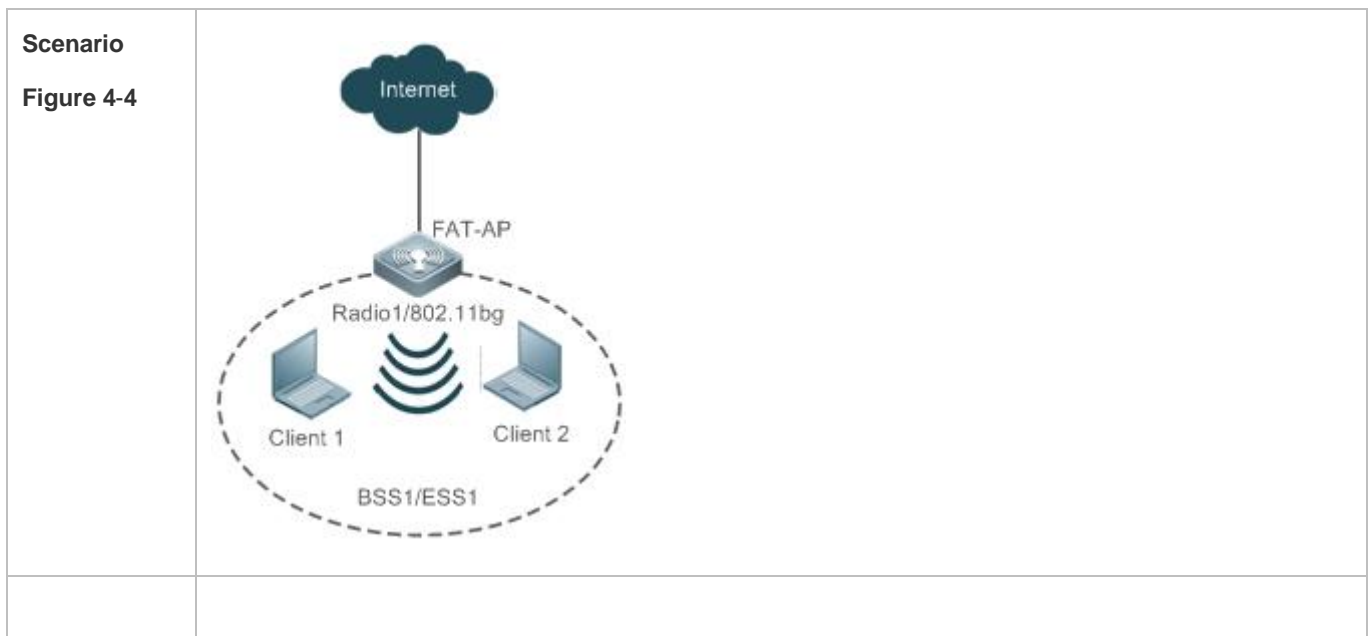 Scenario
Figure 4-4
Internet
FAT-AP
Radio1/802.11bg
Client 1
Client 2
BSS1/ESS1